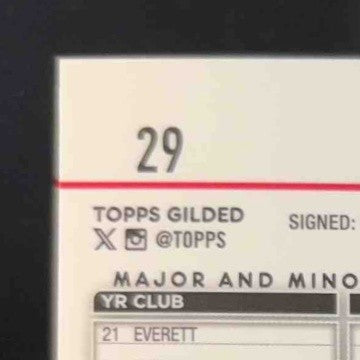 29
TOPPS GILDED
SIGNED:
X @TOPPS
MAJOR AND MINO
YR CLUB
21 EVERETT